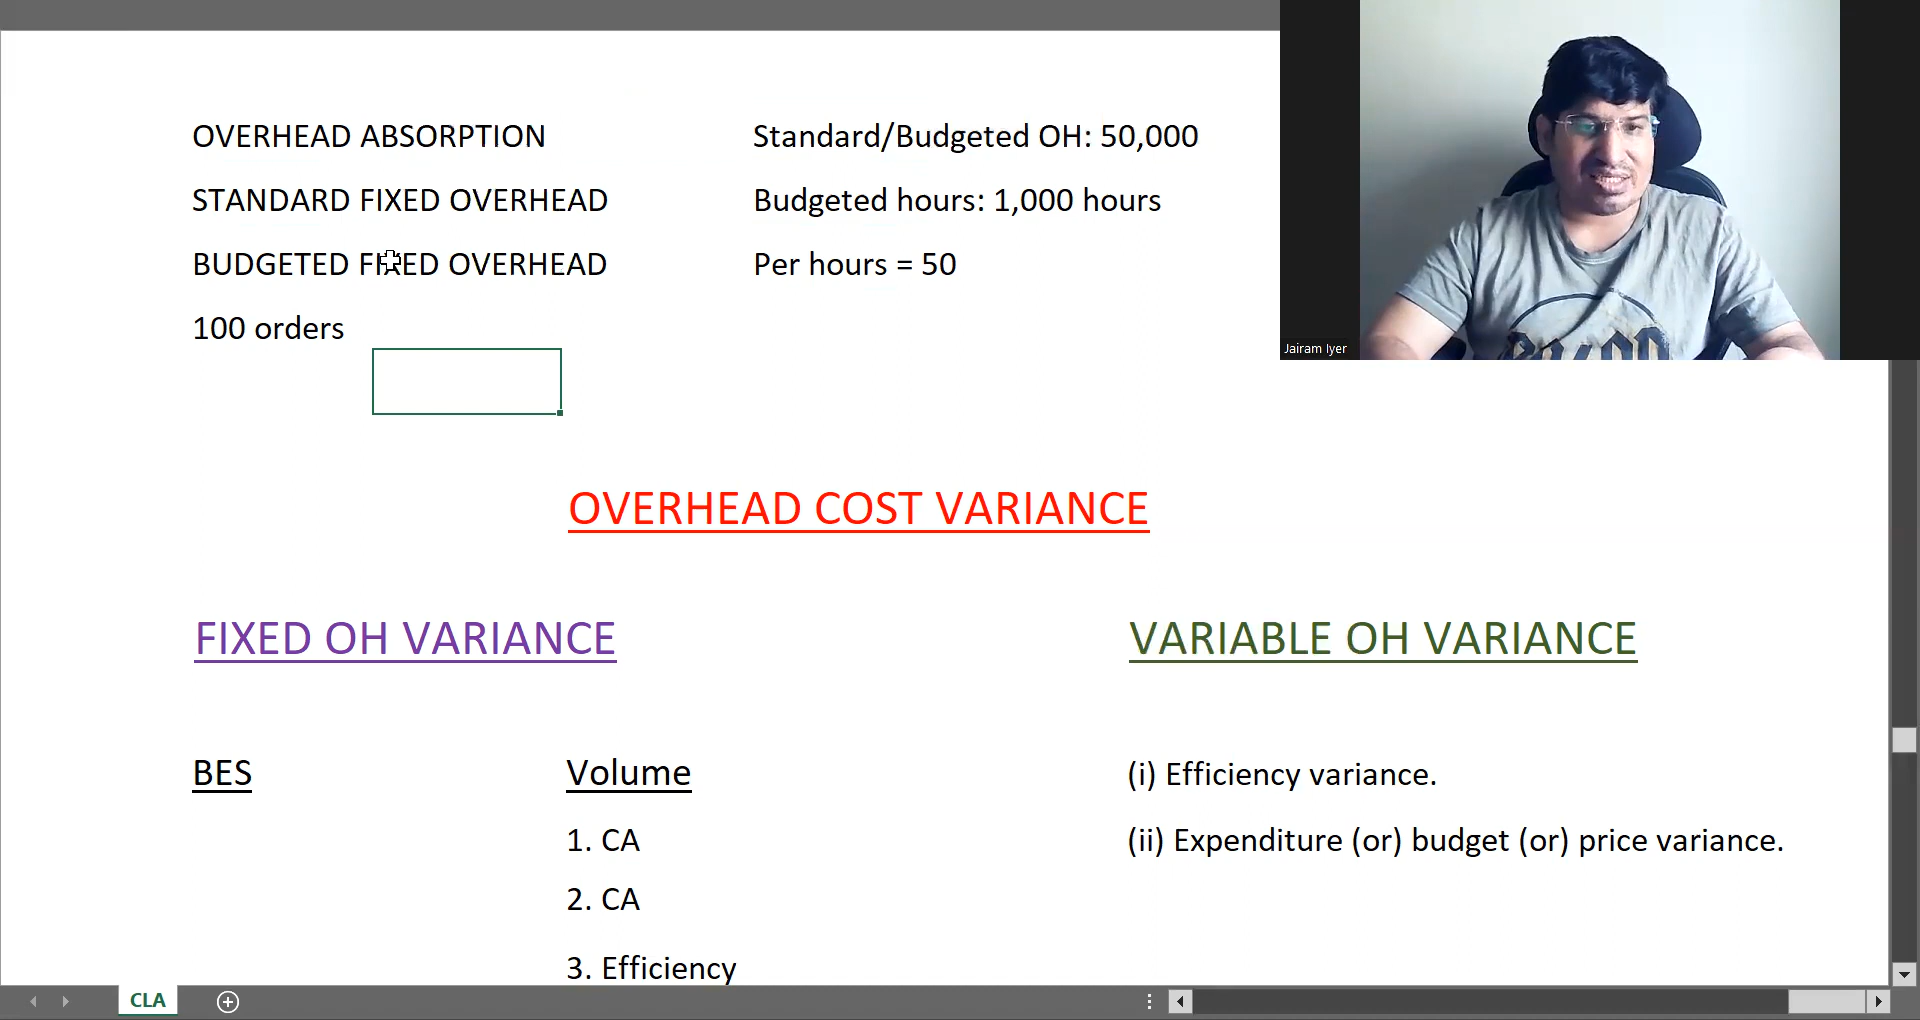 OVERHEAD ABSORPTION
STANDARD FIXED OVERHEAD
BUDGETED FIXED OVERHEAD
100 orders
Standard/Budgeted OH: 50,000
Budgeted hours: 1,000 hours
Per hours = 50
Jairam Iyer
OVERHEAD COST VARIANCE
FIXED OH VARIANCE
VARIABLE OH VARIANCE
BES
Volume
1. CA
2. CA
3. Efficiency
(i) Efficiency variance.
(ii) Expenditure (or) budget (or) price variance.
CLA